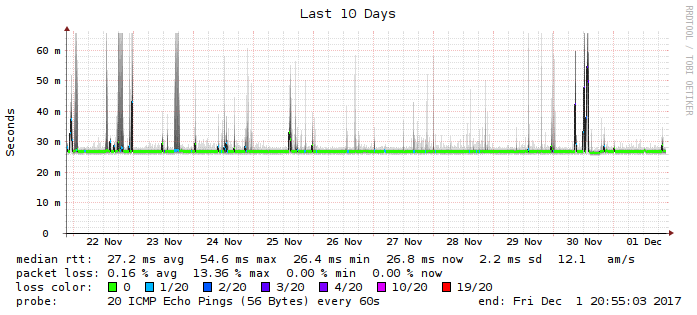 Last 10 Days
RRDTOOL / TOBI OETIKER
Seconds
60 m
50 m
40 m
30 m
20 m
10 m
0
22 Nov 23 Nov 24 Nov 25 Nov 26 Nov 27 Nov 28 Nov 29 Nov 30 Nov 01 Dec
median rtt: 27.2 ms avg 54.6 ms max 26.4 ms min 26.8 ms now 2.2 ms sd 12.1 am/s
packet loss: 0.16 % avg 13.36 % max 0.00 % min 0.00 % now
loss color: 0 1/20 2/20 3/20 4/20 10/20 19/20
probe: 20 ICMP Echo Pings (56 Bytes) every 60s end: Fri Dec 1 20:55:03 2017